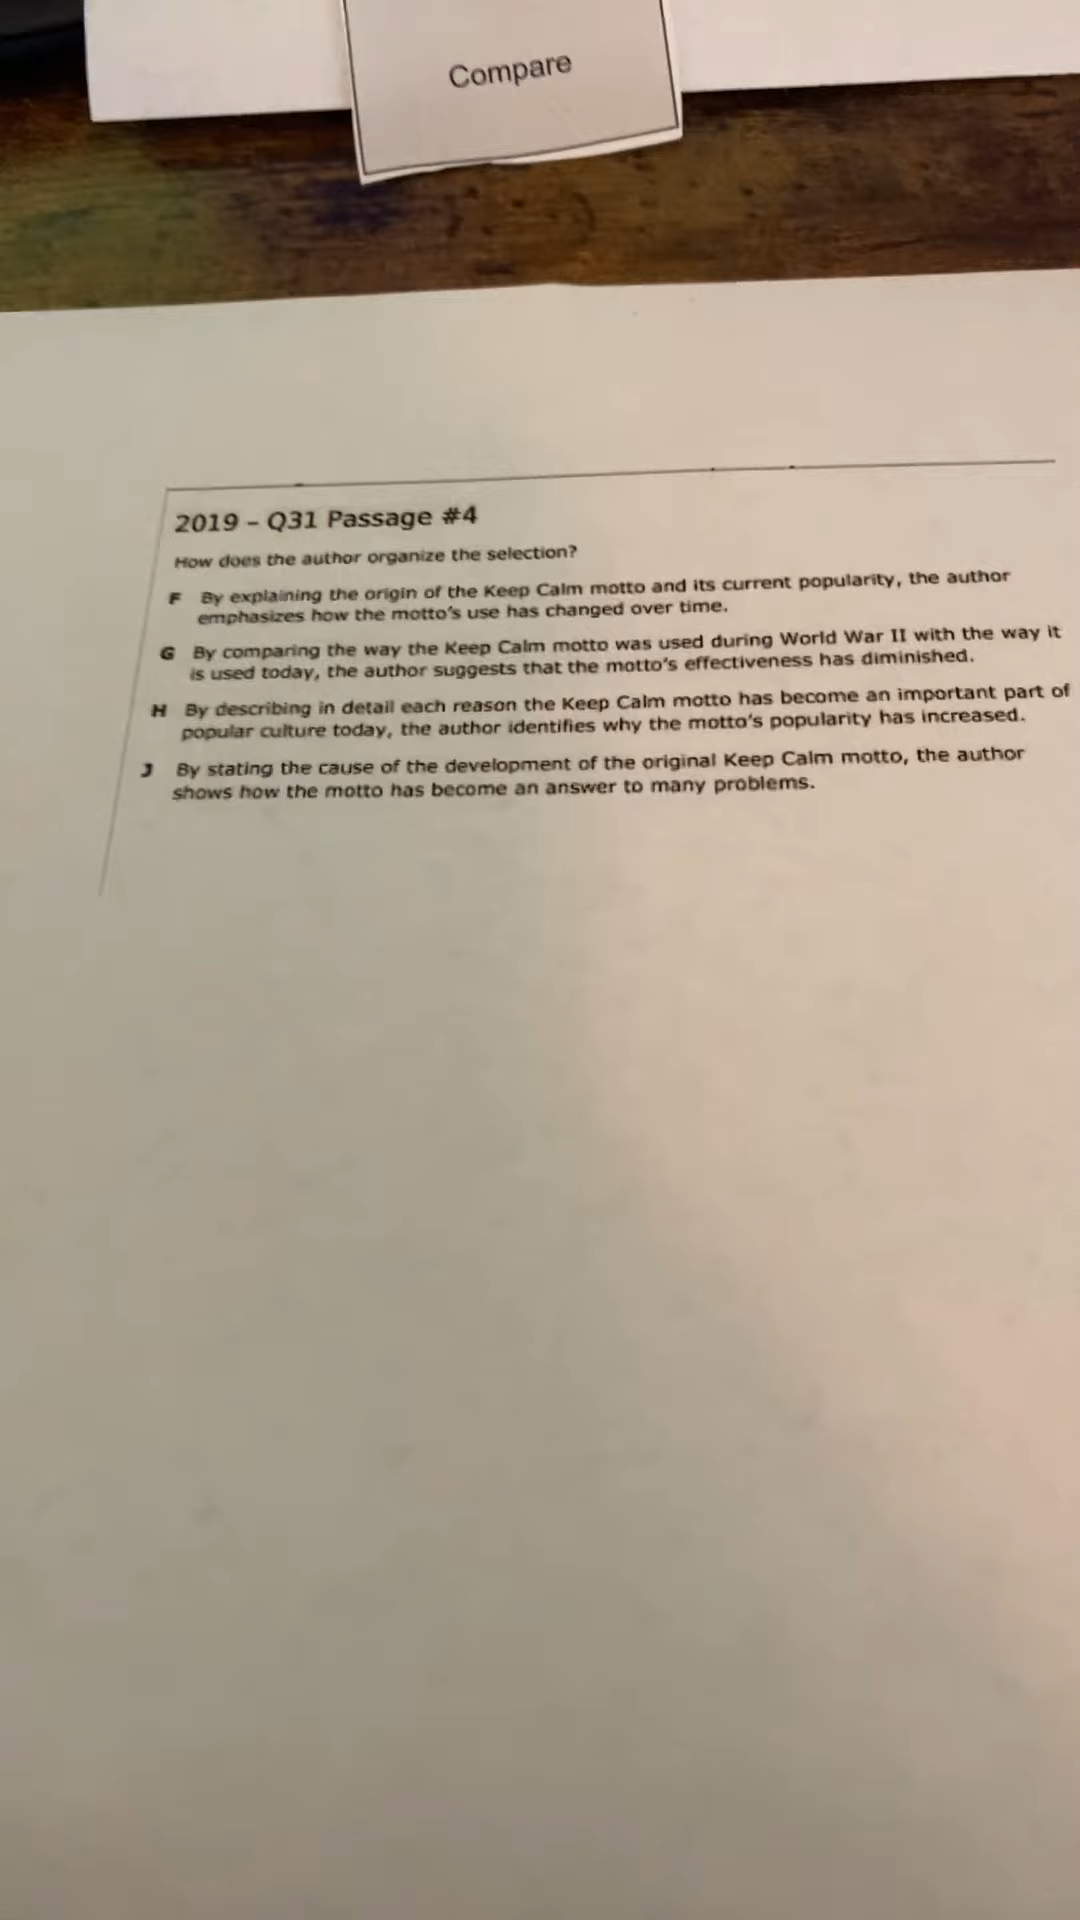 Compare
2019 – Q31 Passage #4
How does the author organize the selection?
F By explaining the origin of the Keep Calm motto and its current popularity, the author
emphasizes how the motto's use has changed over time.
G By comparing the way the Keep Calm motto was used during World War II with the way it
is used today, the author suggests that the motto's effectiveness has diminished.
H By describing in detail each reason the Keep Calm motto has become an important part of
popular culture today, the author identifies why the motto's popularity has increased.
J By stating the cause of the development of the original Keep Calm motto, the author
shows how the motto has become an answer to many problems.